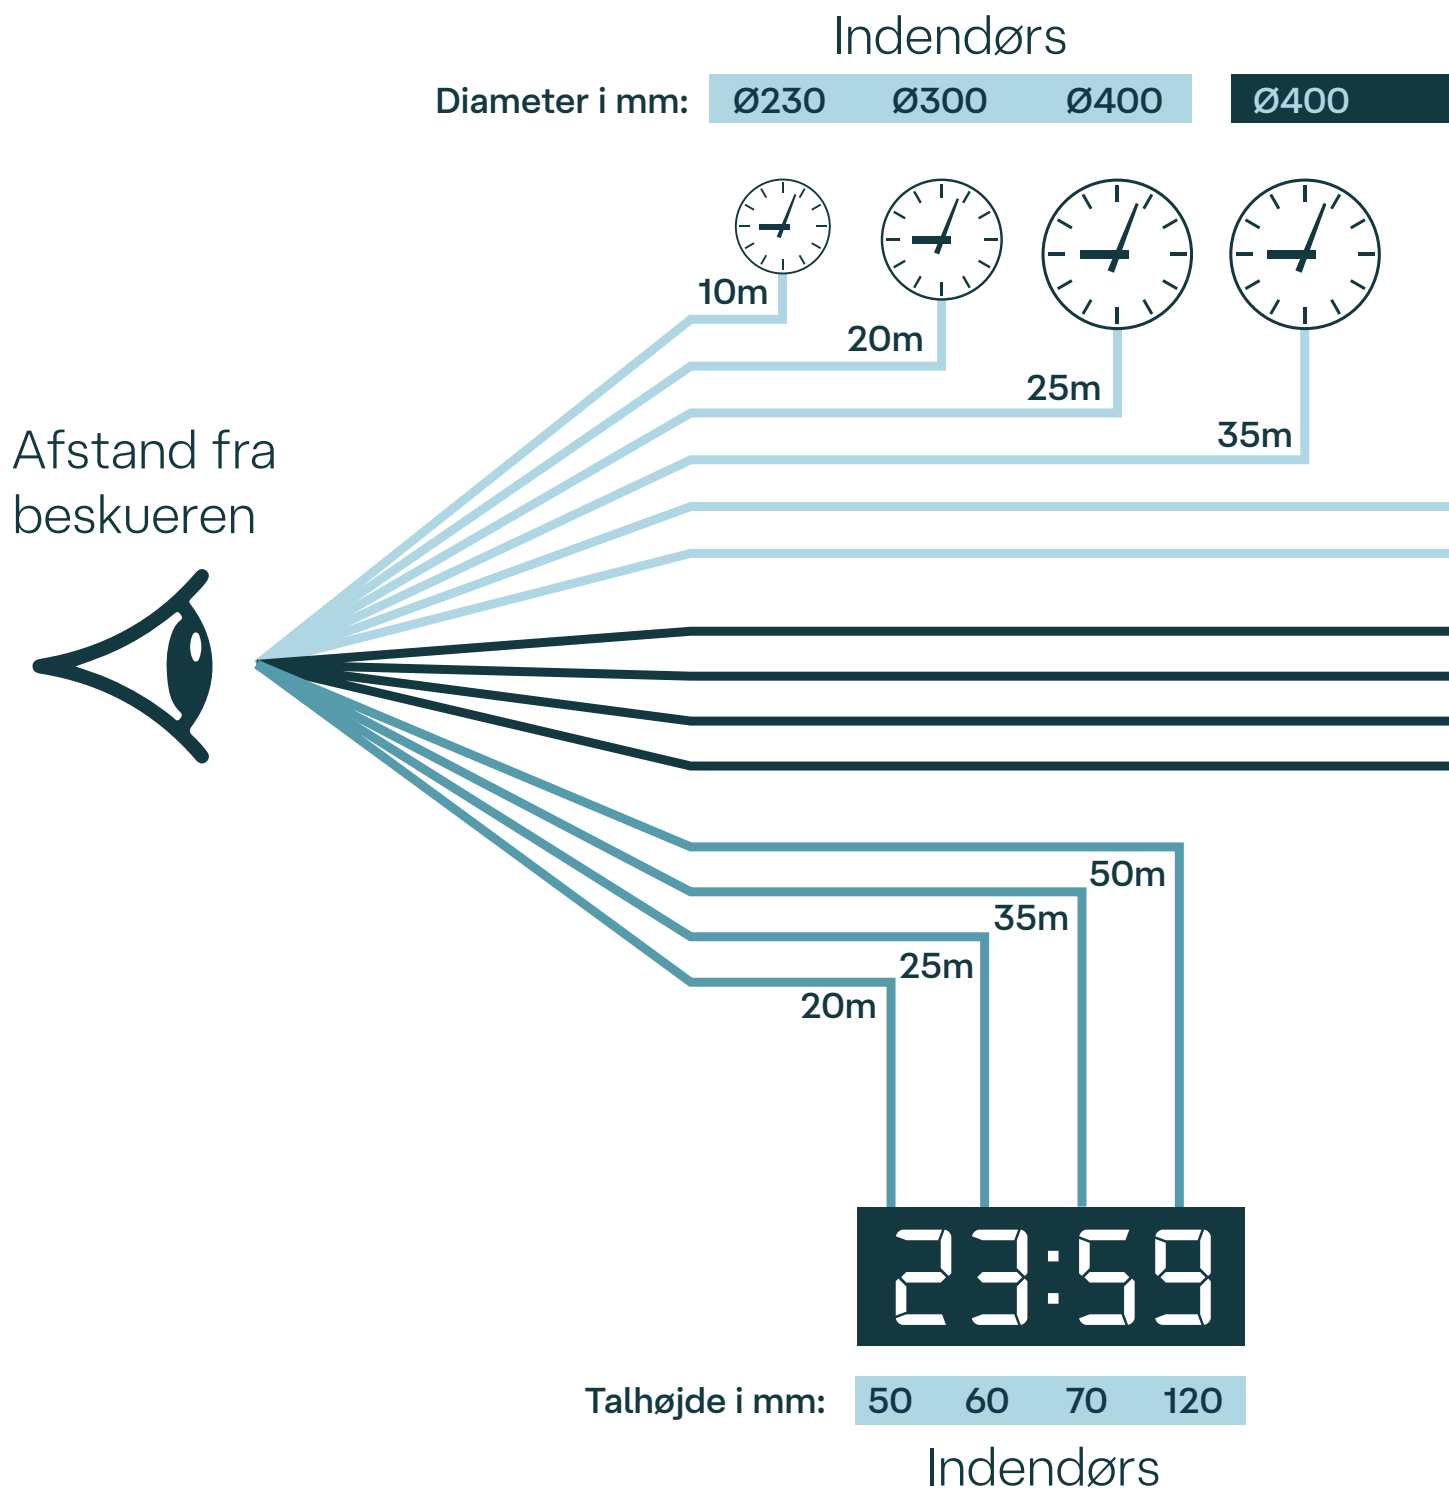 Indendørs
Diameter i mm: Ø230 Ø300 Ø400 Ø400
10m
20m
25m
35m
Afstand fra
beskueren
50m
35m
25m
20m
23:59
Talhøjde i mm: 50 60 70 120
Indendørs